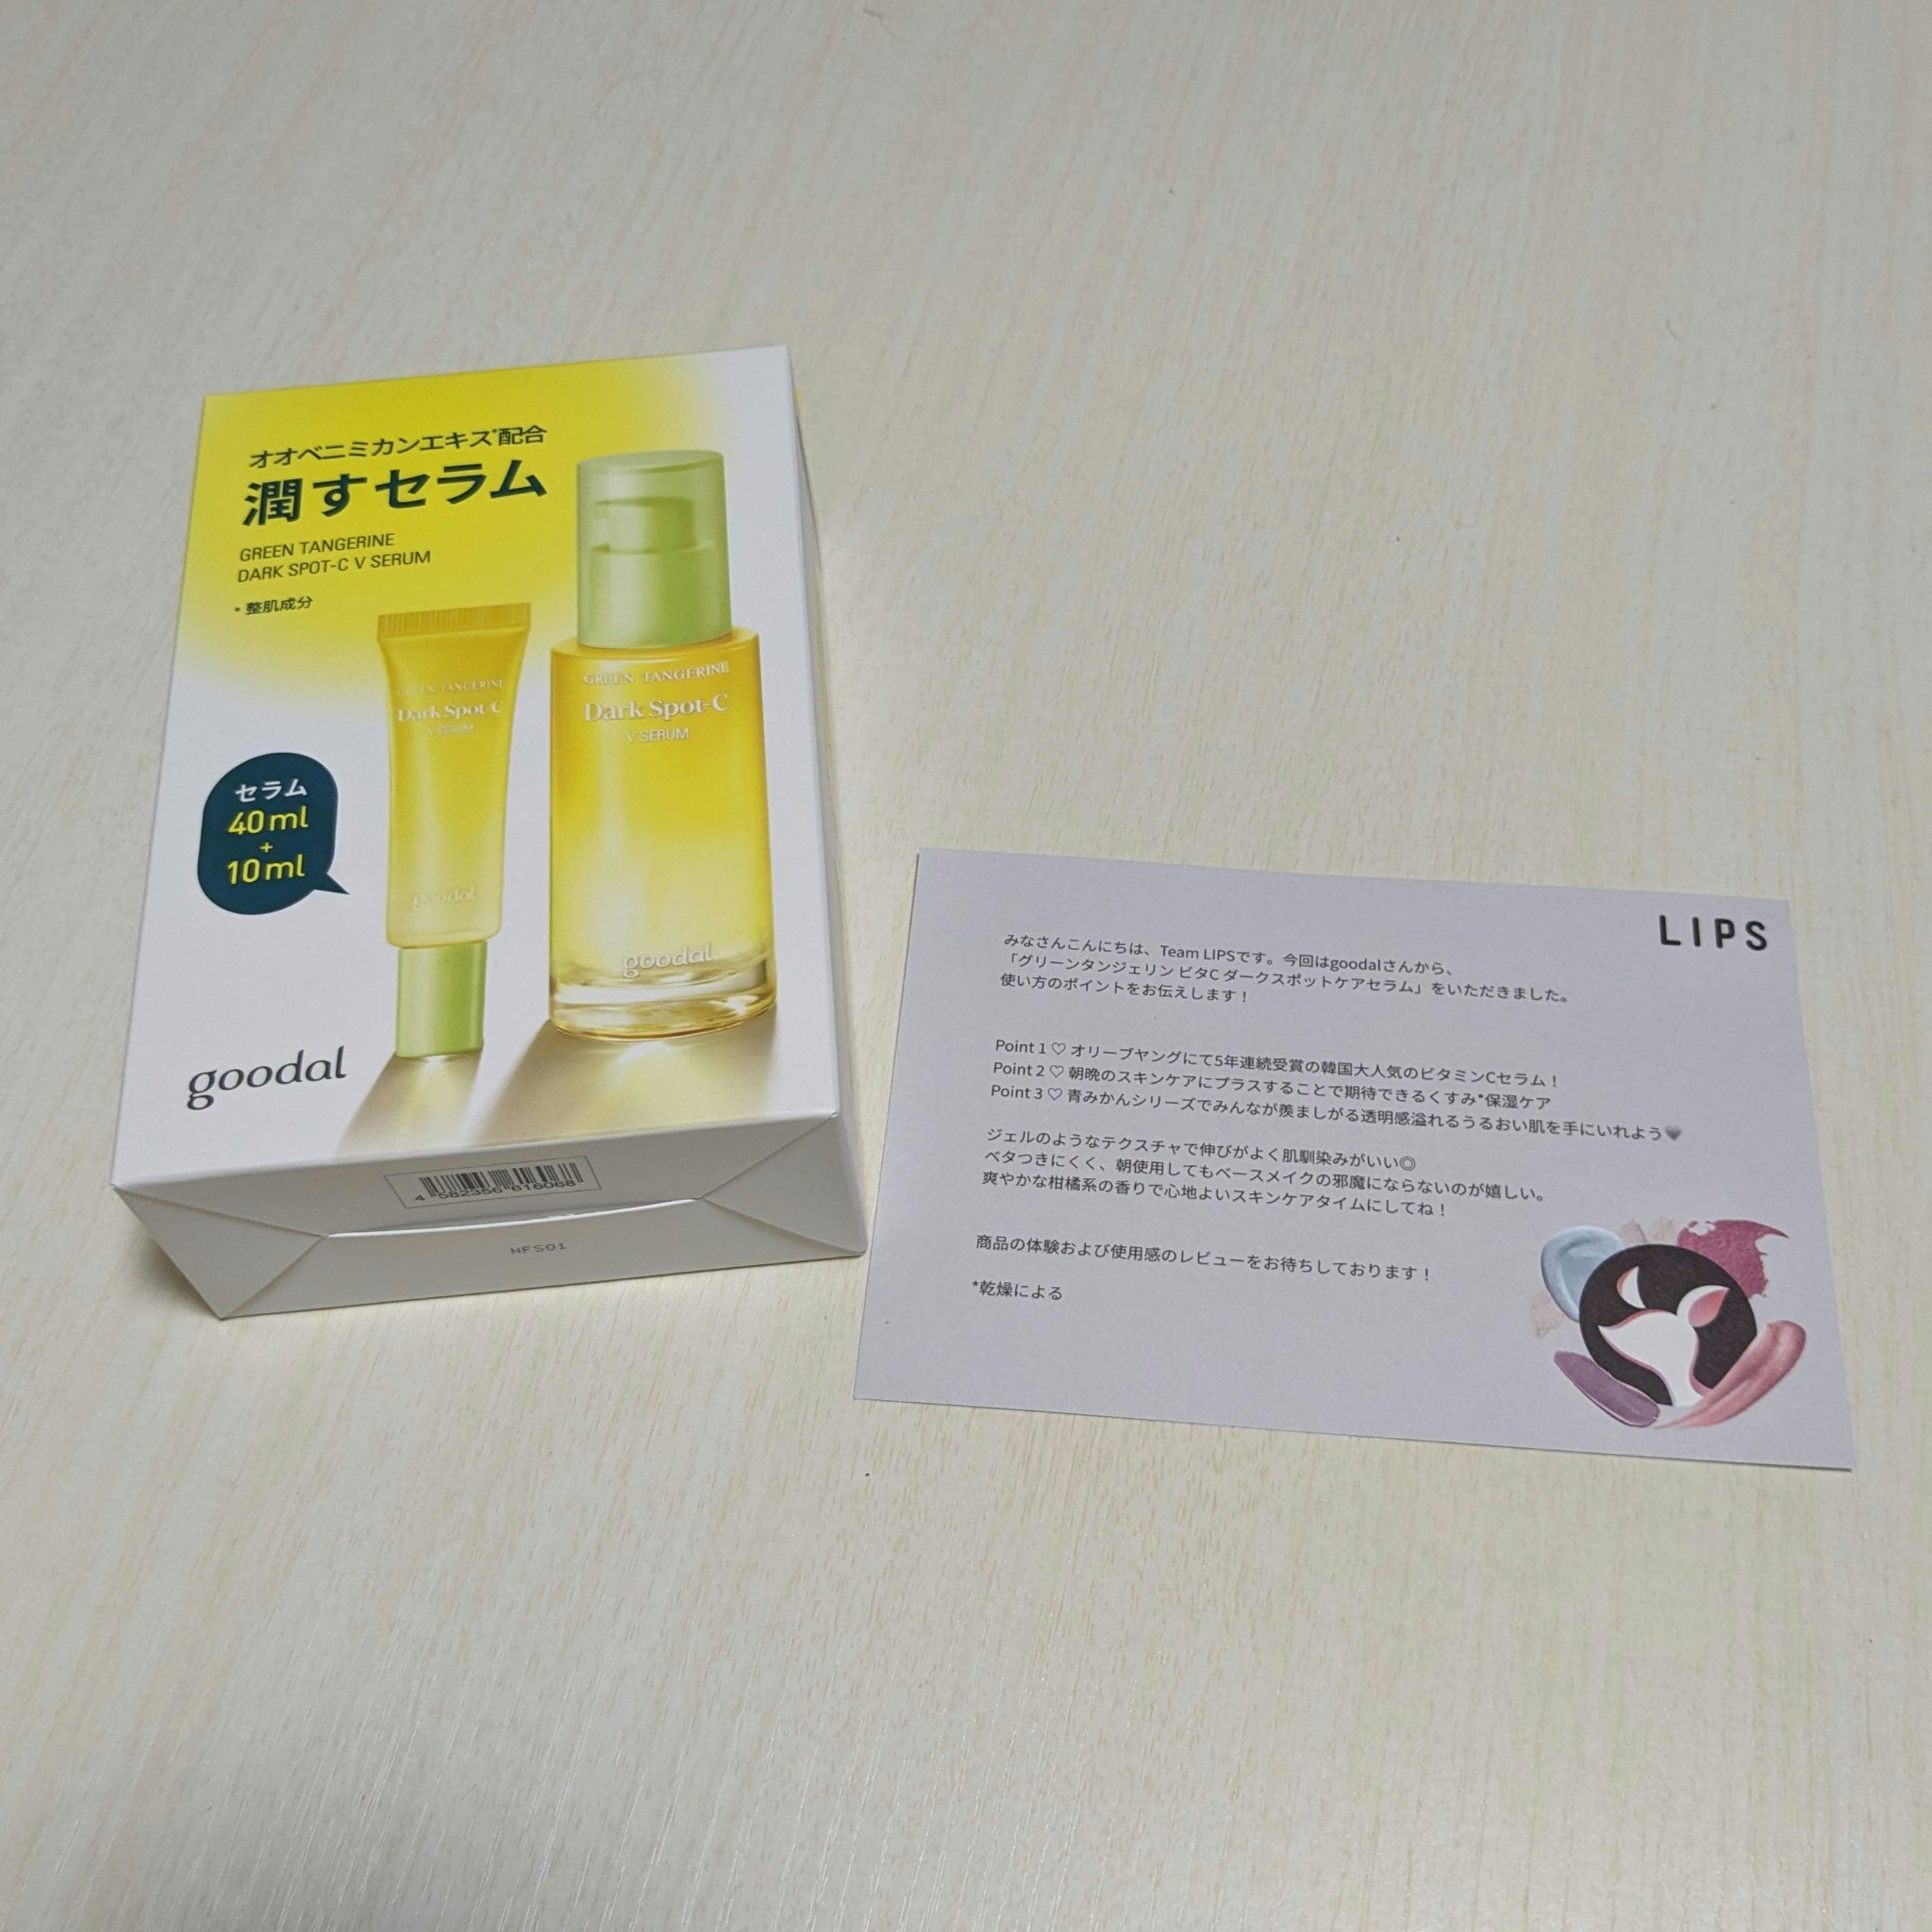 オオベニミカンエキス*配合
潤すセラム
GREEN TANGERINE
DARK SPOT-C V SERUM
* 整肌成分
GREEN TANGERINE
Dark Spot-C
V SERUM
goodal
GREEN TANGERINE
Dark Spot-C
V SERUM
goodal
セラム
40ml
+
10ml
goodal
4 582356 618068
NFS01
LIPS
みなさんこんにちは、Team LIPSです。今回はgoodalさんから、
「グリーンタンジェリン ビタC ダークスポットケアセラム」をいただきました。
使い方のポイントをお伝えします！
Point 1 ♡ オリーブヤングにて5年連続受賞の韓国大人気のビタミンCセラム！
Point 2 ♡ 朝晩のスキンケアにプラスすることで期待できるくすみ*保湿ケア
Point 3 ♡ 青みかんシリーズでみんなが羨ましがる透明感溢れるうるおい肌を手にいれよう🖤
ジェルのようなテクスチャで伸びがよく肌馴染みがいい◎
ベタつきにくく、朝使用してもベースメイクの邪魔にならないのが嬉しい。
爽やかな柑橘系の香りで心地よいスキンケアタイムにしてね！
商品の体験および使用感のレビューをお待ちしております！
*乾燥による